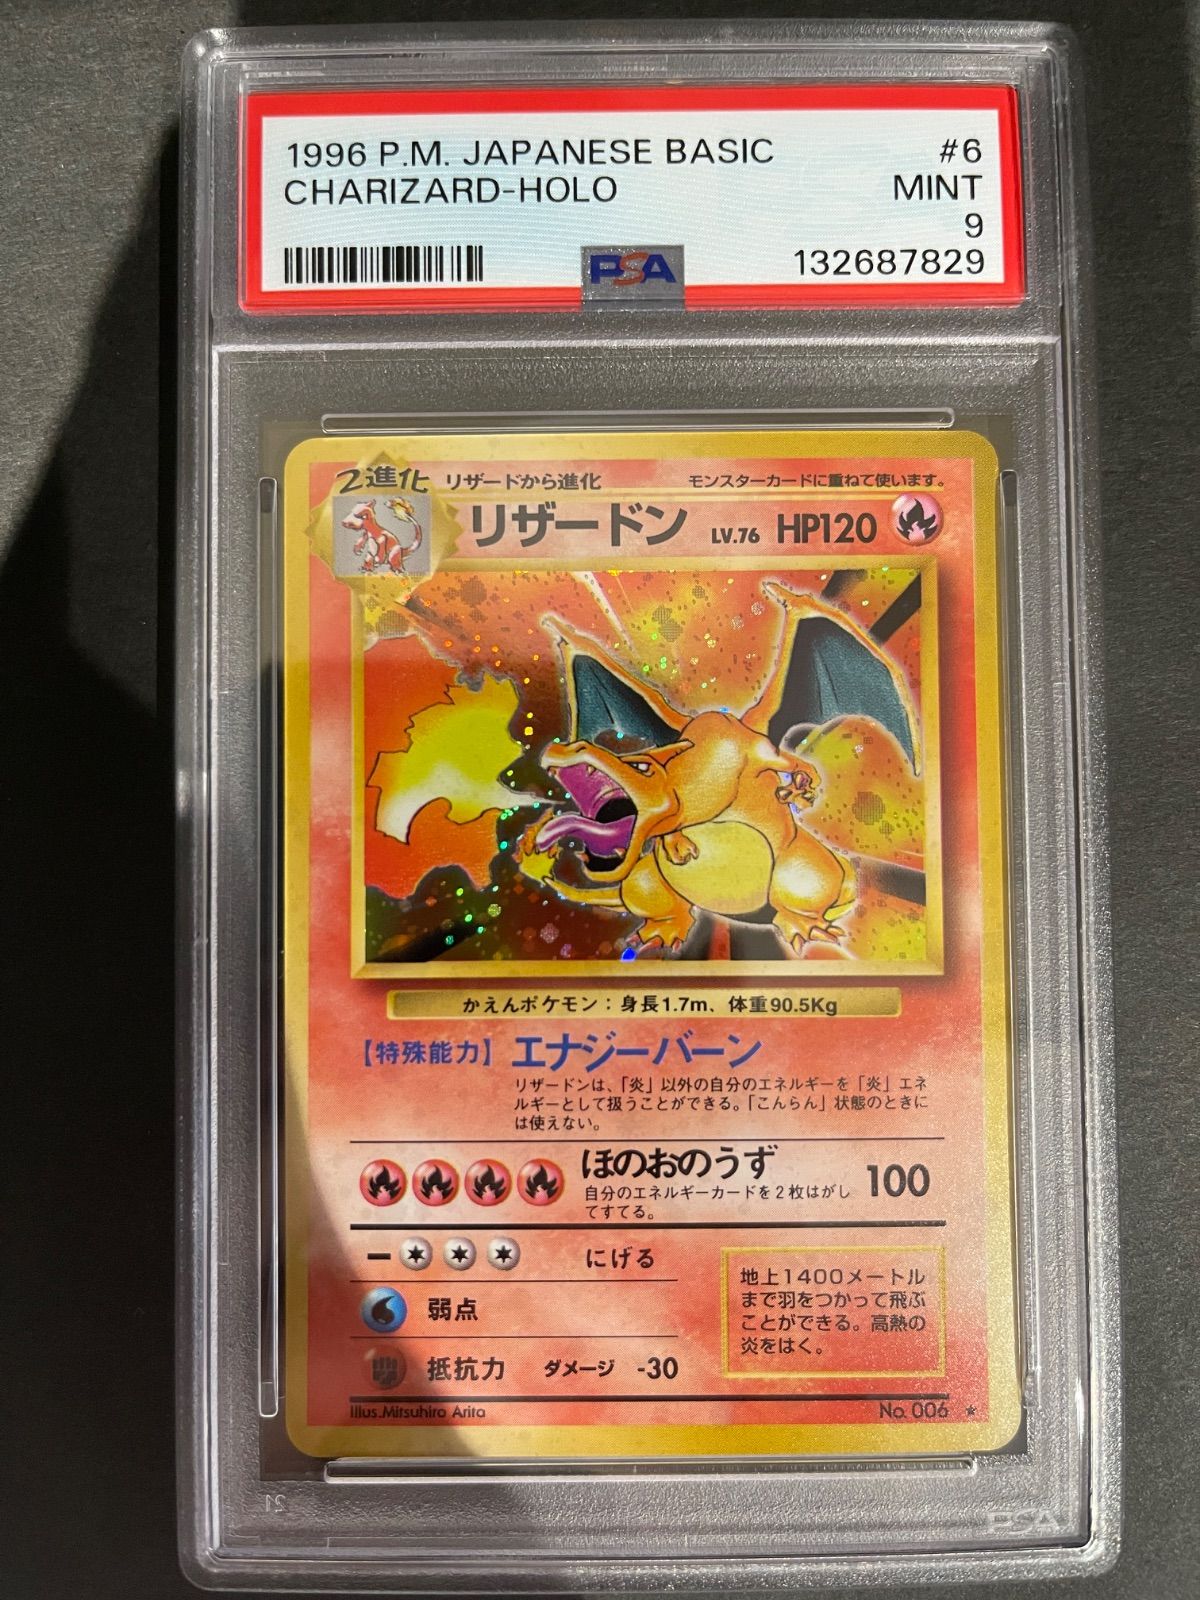 1996 P.M. JAPANESE BASIC #6
CHARIZARD-HOLO MINT
9
PSA 132687829
2進化 リザードから進化 モンスターカードに重ねて使います。
リザードン LV.76 HP120
かえんポケモン：身長1.7m、体重90.5Kg
【特殊能力】エナジーバーン
リザードンは、「炎」以外の自分のエネルギーを「炎」エネ
ルギーとして扱うことができる。「こんらん」状態のときに
は使えない。
ほのおのうず 100
自分のエネルギーカードを2枚はがし
てすてる。
ー にげる
弱点
抵抗力 ダメージ -30
地上1400メートル
まで羽をつかって飛ぶ
ことができる。高熱の
炎をはく。
Illus.Mitsuhiro Arita No. 006 ★
21 PSA